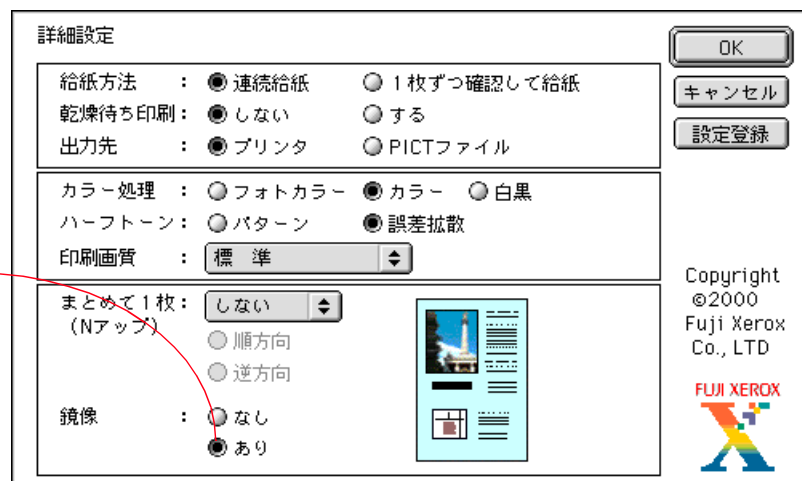 詳細設定
給紙方法 : 連続給紙 1枚ずつ確認して給紙
乾燥待ち印刷 : しない する
出力先 : プリンタ PICTファイル
カラー処理 : フォトカラー カラー 白黒
ハーフトーン : パターン 誤差拡散
印刷画質 : 標 準
まとめて1枚 : しない
(Nアップ)
順方向
逆方向
鏡像 : なし
あり
OK
キャンセル
設定登録
Copyright
©2000
Fuji Xerox
Co., LTD
FUJI XEROX